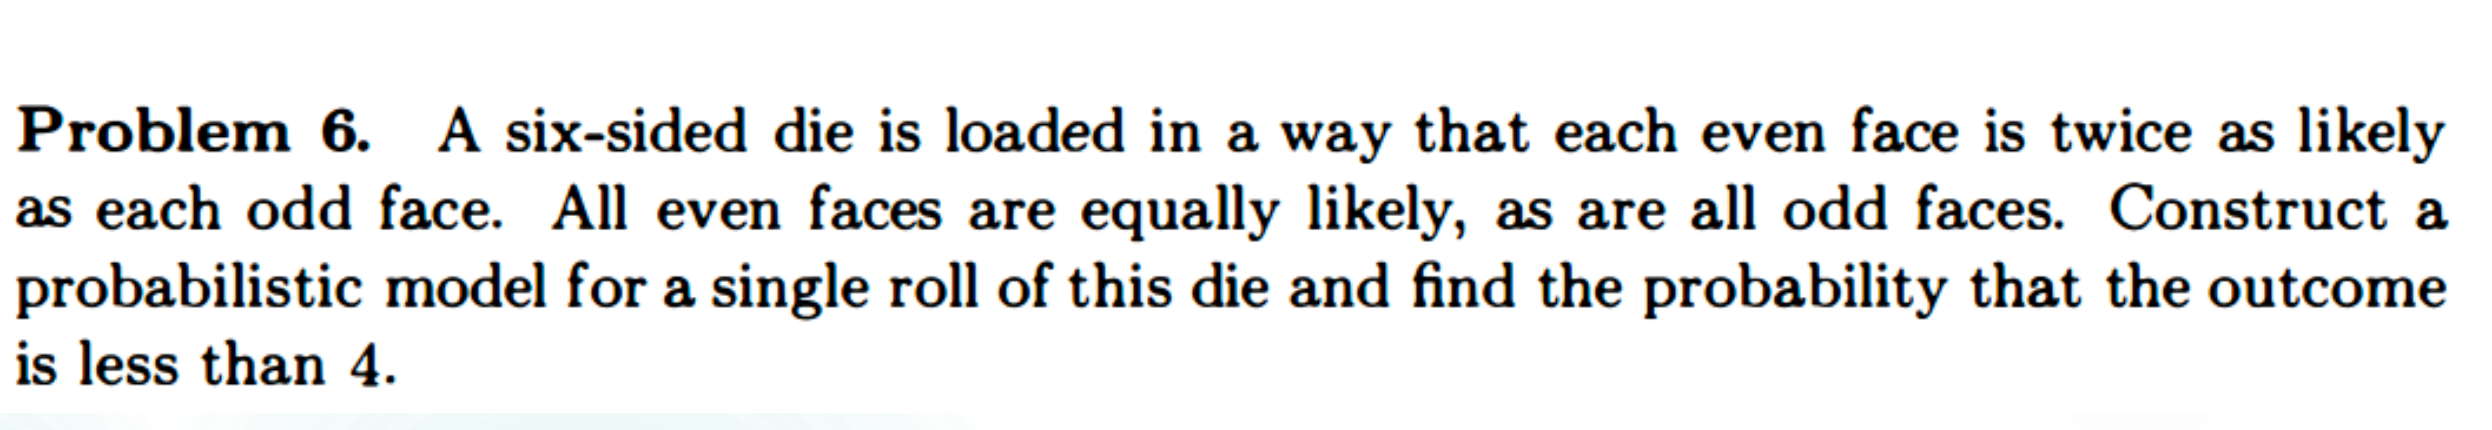 Problem 6. A six-sided die is loaded in a way that each even face is twice as likely
as each odd face. All even faces are equally likely, as are all odd faces. Construct a
probabilistic model for a single roll of this die and find the probability that the outcome
is less than 4.